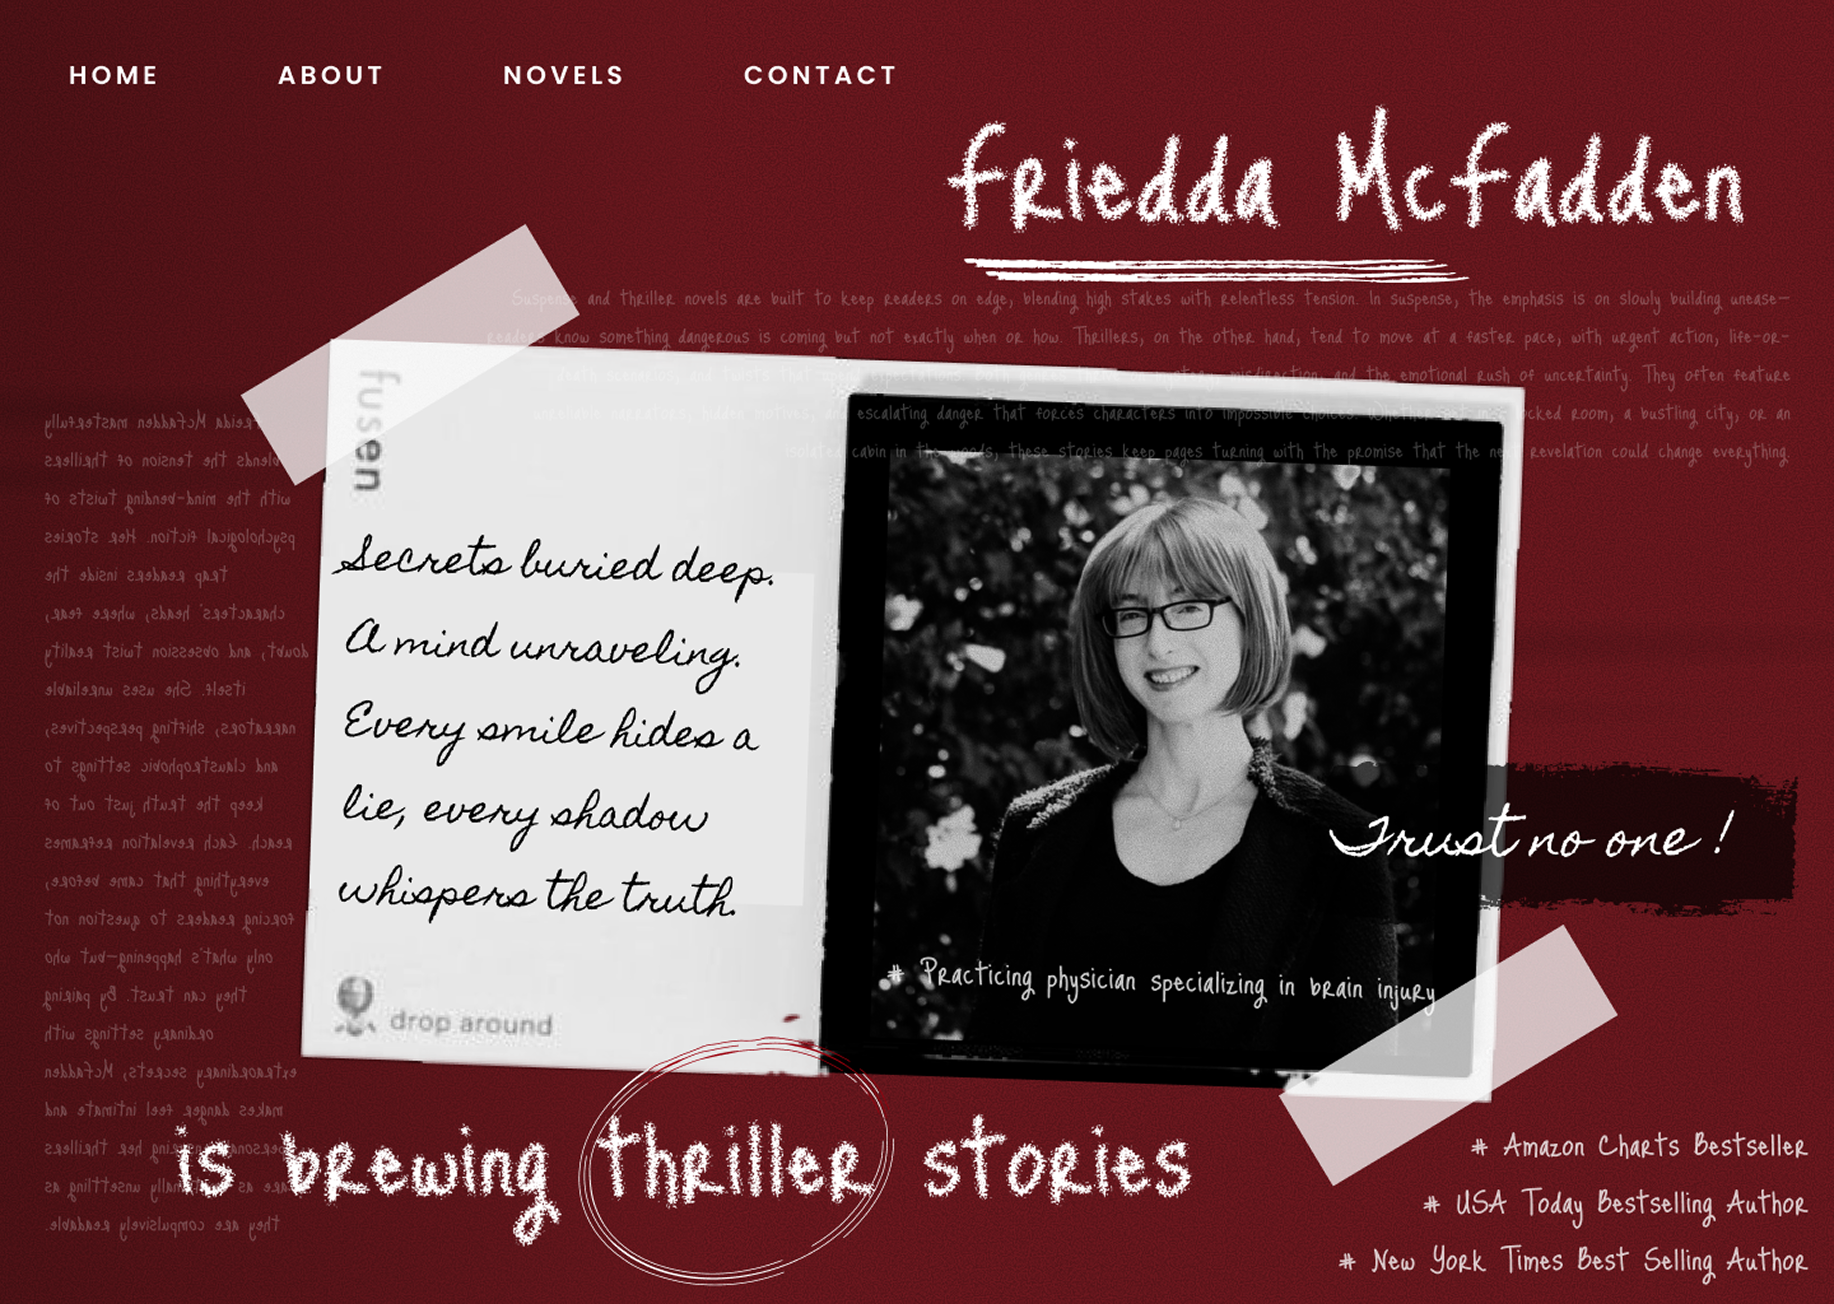 HOME ABOUT NOVELS CONTACT
Friedda McFadden
Suspense and thriller novels are built to keep readers on edge, blending high stakes with relentless tension. In suspense, the emphasis is on slowly building unease—
readers know something dangerous is coming but not exactly when or how. Thrillers, on the other hand, tend to move at a faster pace, with urgent action, life-or-
death scenarios, and twists that expectations. Both genres on mystery, misdirection, and the emotional rush of uncertainty. They often feature
unreliable narrators, hidden motives, and escalating danger that forces characters into impossible choices. Whether set in a locked room, a bustling city, or an
isolated cabin in the woods, these stories keep pages turning with the promise that the next revelation could change everything.
Freida McFadden masterfully
blends the tension of thrillers
with the mind-bending twists of
psychological fiction. Her stories
trap readers inside the
characters' heads, where fear,
doubt, and obsession twist reality
itself. She uses unreliable
narrators, shifting perspectives,
and claustrophobic settings to
keep the truth just out of
reach. Each revelation reframes
everything that came before,
forcing readers to question not
only what's happening—but who
they can trust. By pairing
ordinary settings with
extraordinary secrets, McFadden
makes danger feel intimate and
her thrillers
are as unsettling as
they are compulsively readable.
fusen
Secrets buried deep.
A mind unraveling.
Every smile hides a
lie, every shadow
whispers the truth.
drop around
Trust no one !
# Practicing physician specializing in brain injury
is brewing thriller stories
# Amazon Charts Bestseller
# USA Today Bestselling Author
# New York Times Best Selling Author